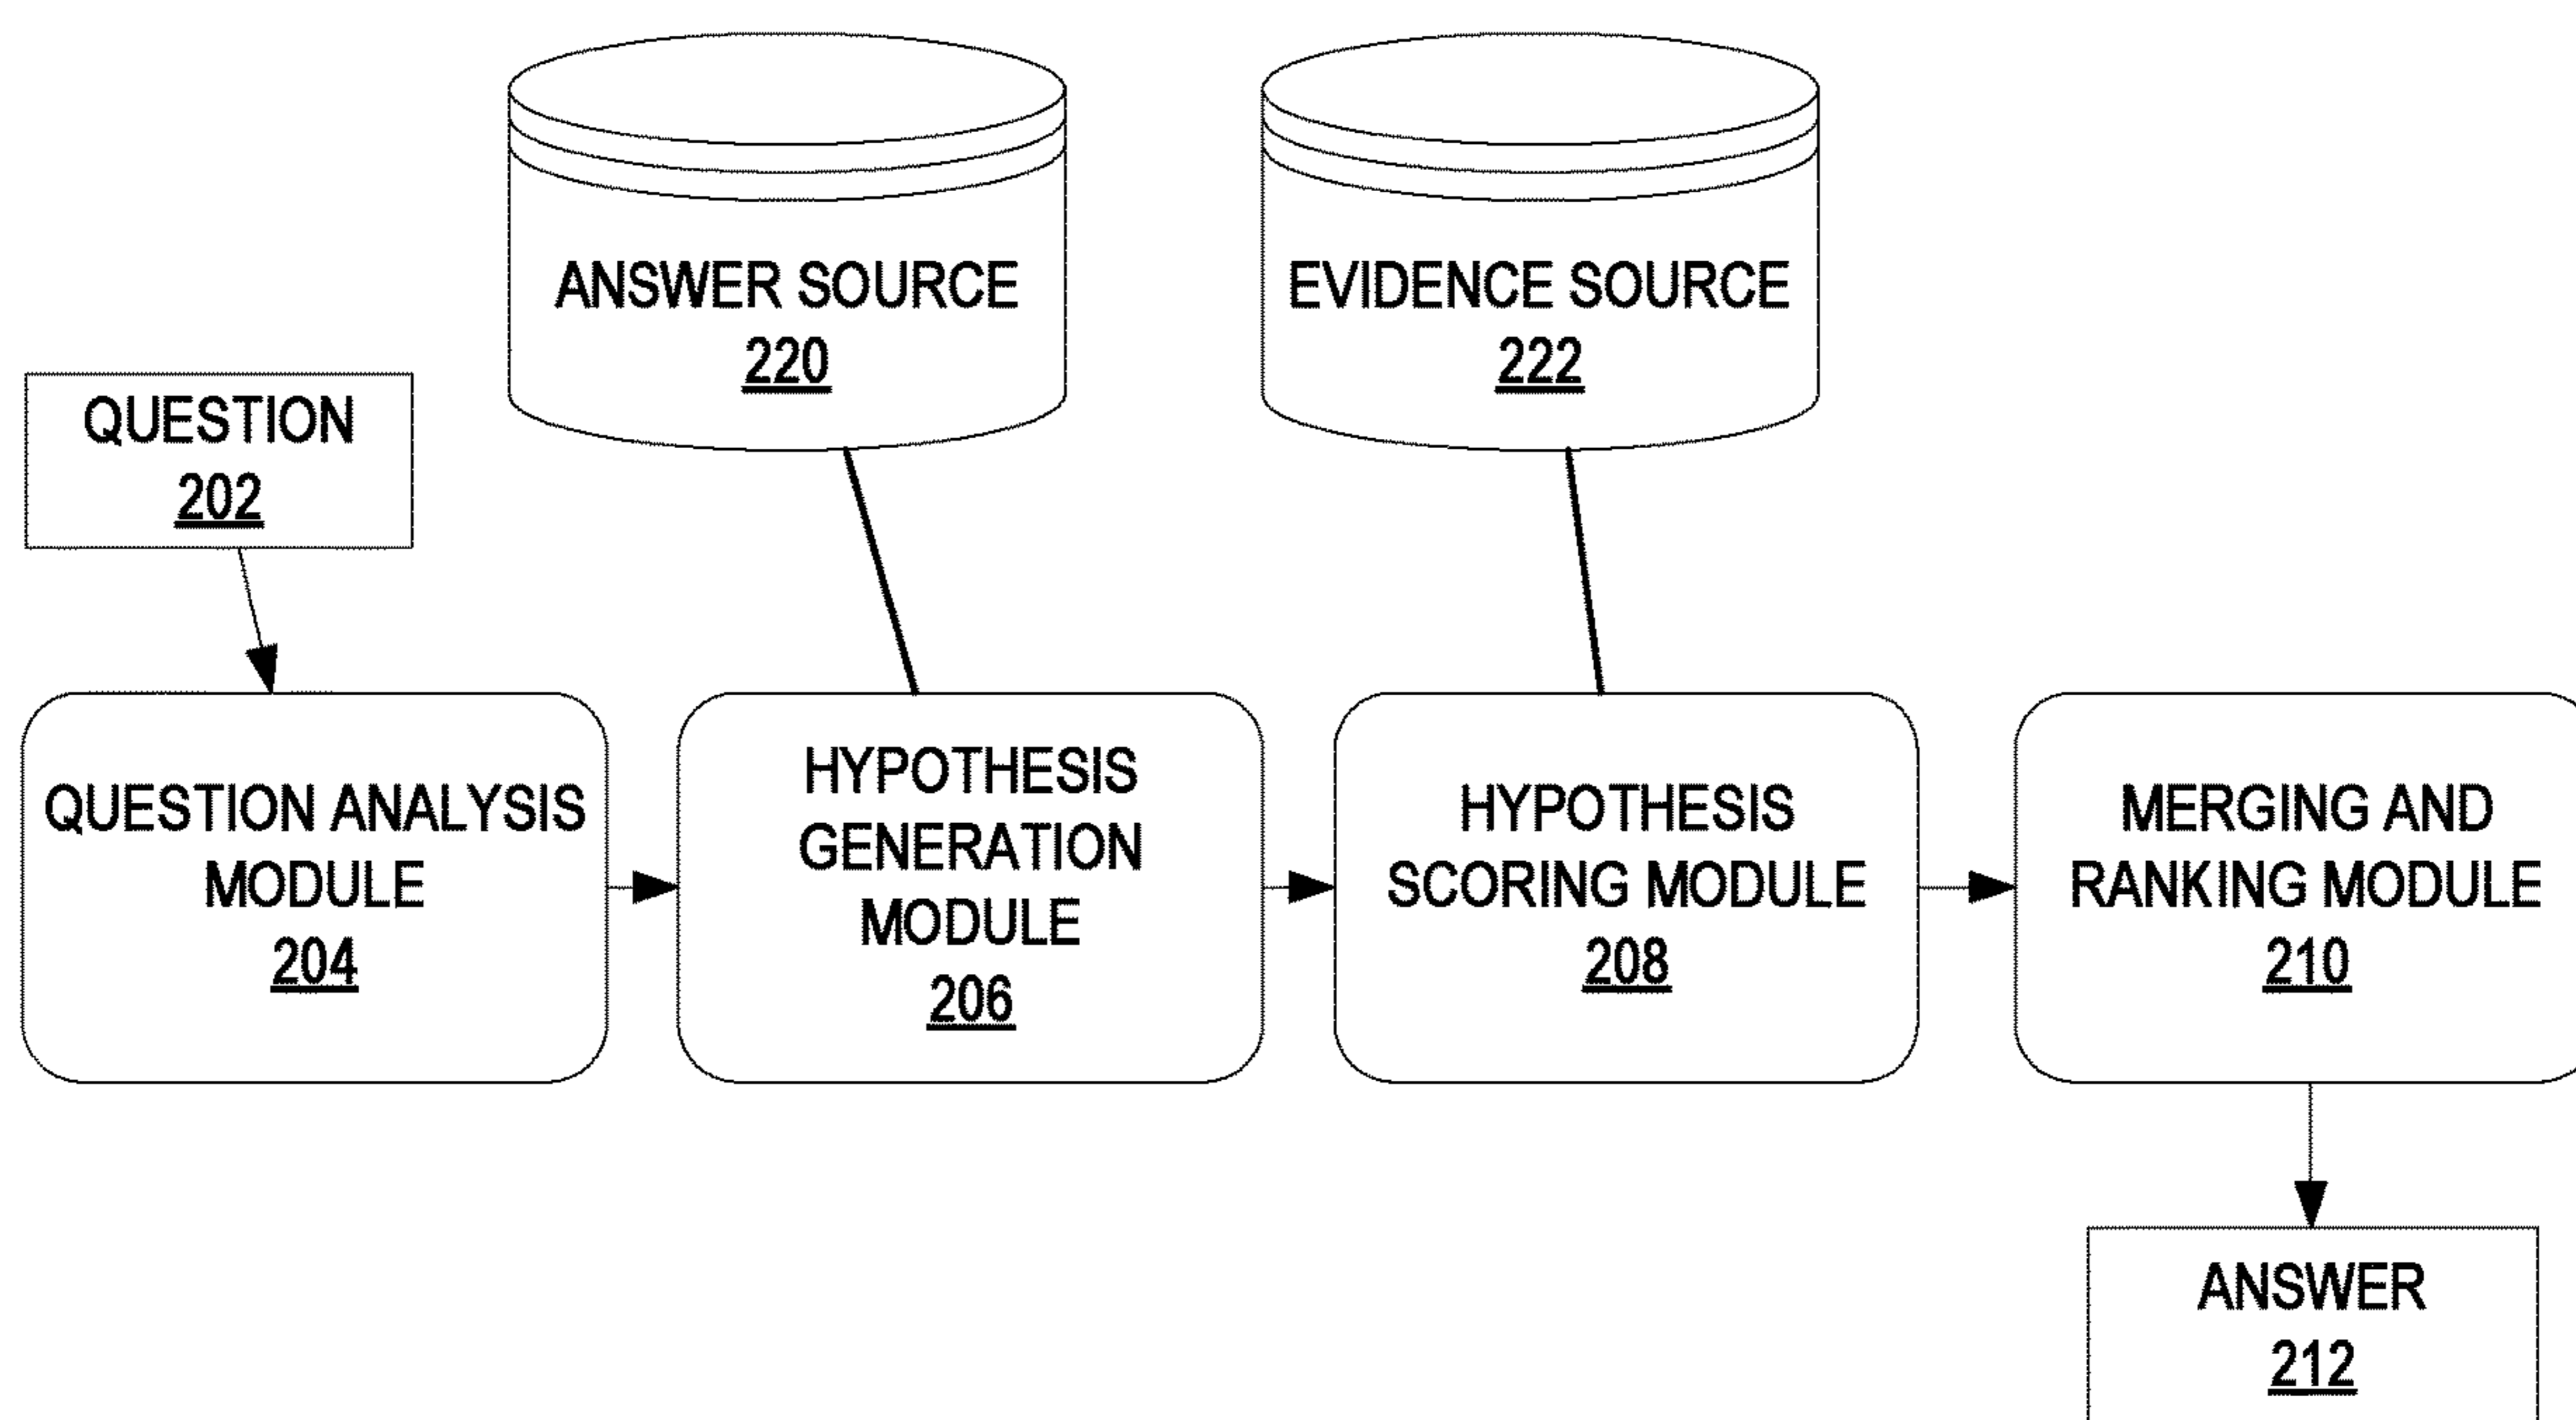 ANSWER SOURCE
220
EVIDENCE SOURCE
222
QUESTION
202
QUESTION ANALYSIS
MODULE
204
HYPOTHESIS
GENERATION
MODULE
206
HYPOTHESIS
SCORING MODULE
208
MERGING AND
RANKING MODULE
210
ANSWER
212